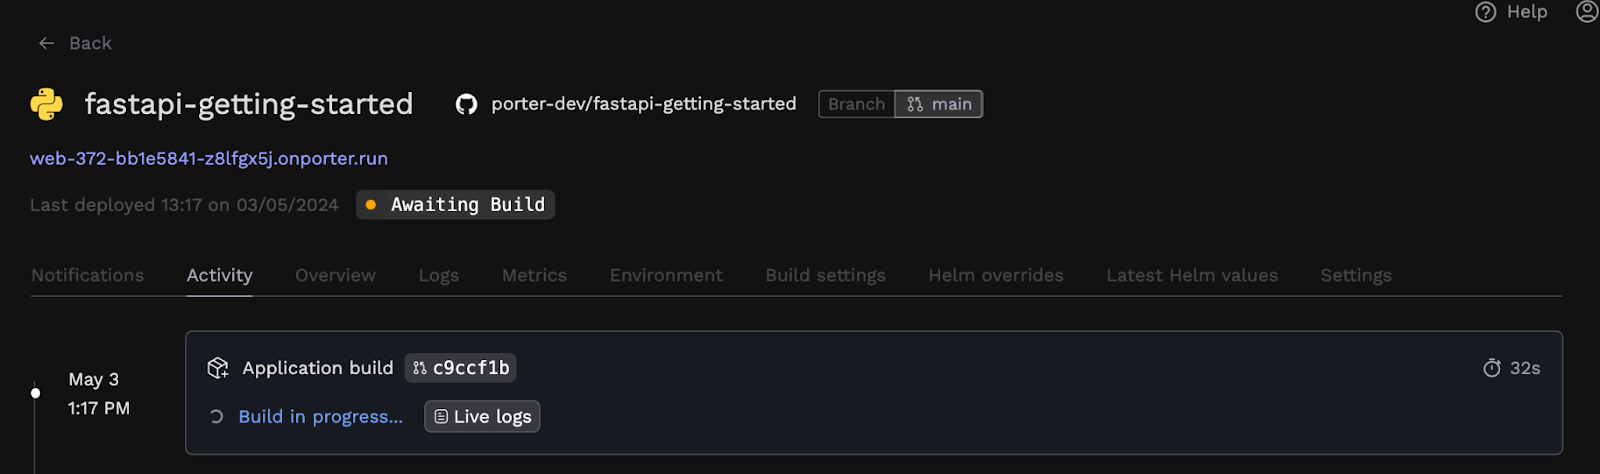 Help
Back
fastapi-getting-started porter-dev/fastapi-getting-started Branch main
web-372-bb1e5841-z8lfgx5j.onporter.run
Last deployed 13:17 on 03/05/2024 Awaiting Build
Notifications Activity Overview Logs Metrics Environment Build settings Helm overrides Latest Helm values Settings
May 3
1:17 PM
Application build c9ccf1b 32s
Build in progress... Live logs